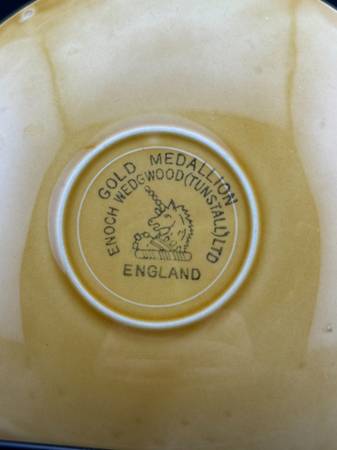 GOLD MEDALLION
ENOCH WEDGWOOD (TUNSTALL) LTD
ENGLAND